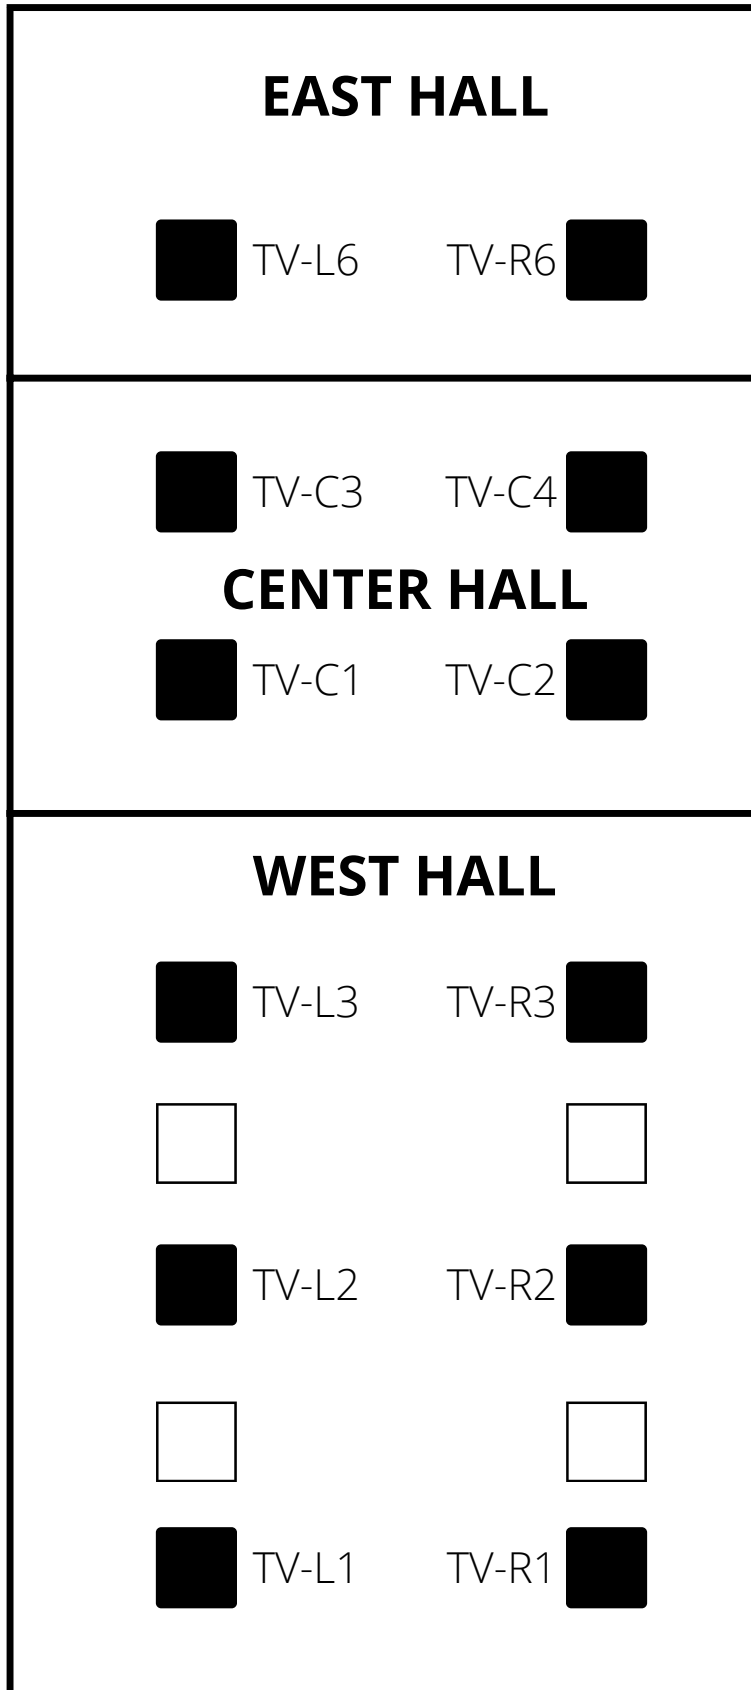 EAST HALL
TV-L6 TV-R6
TV-C3 TV-C4
CENTER HALL
TV-C1 TV-C2
WEST HALL
TV-L3 TV-R3
TV-L2 TV-R2
TV-L1 TV-R1